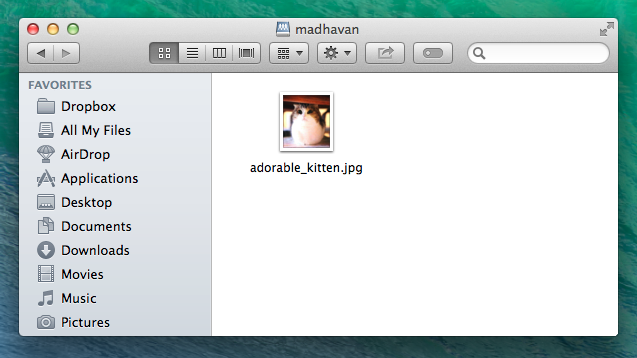 madhavan
FAVORITES
Dropbox
All My Files
AirDrop
Applications
Desktop
Documents
Downloads
Movies
Music
Pictures
adorable_kitten.jpg